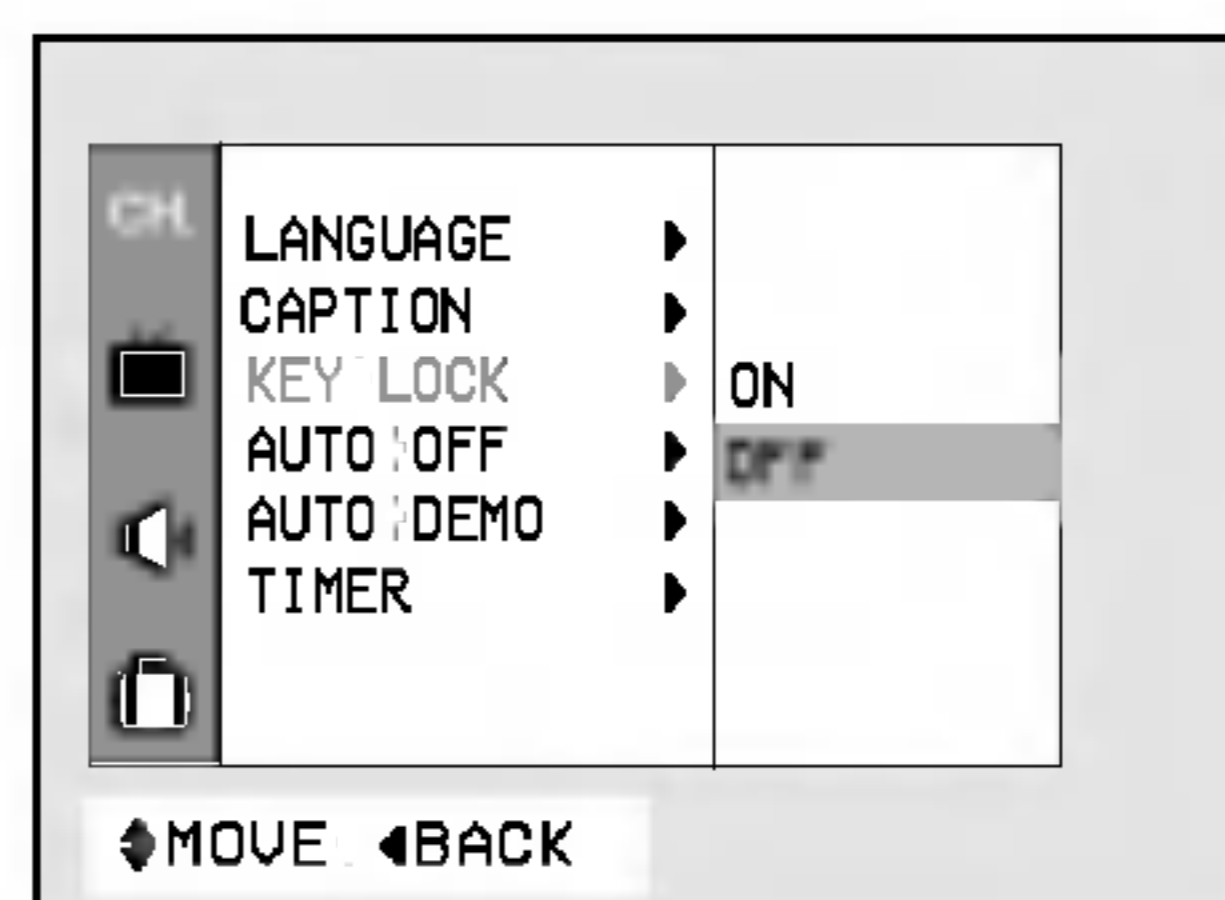 CH.
LANGUAGE
CAPTION
KEY LOCK
AUTO OFF
AUTO DEMO
TIMER
ON
OFF
MOVE BACK